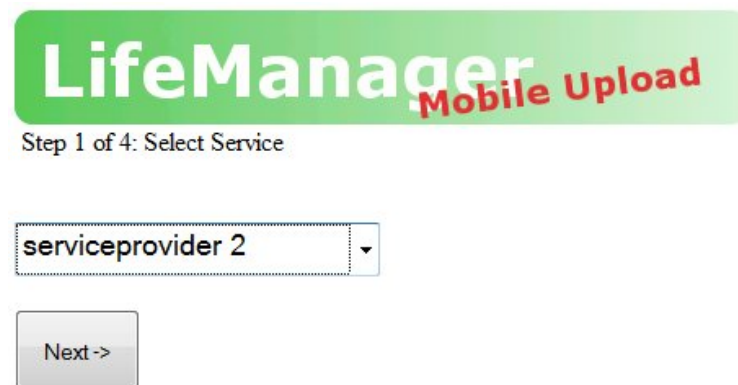 LifeManager
Mobile Upload
Step 1 of 4: Select Service
serviceprovider 2
Next ->